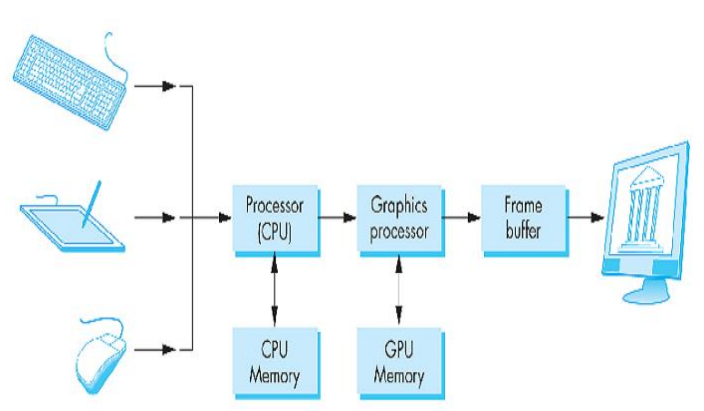 Processor
(CPU)
Graphics
processor
Frame
buffer
CPU
Memory
GPU
Memory